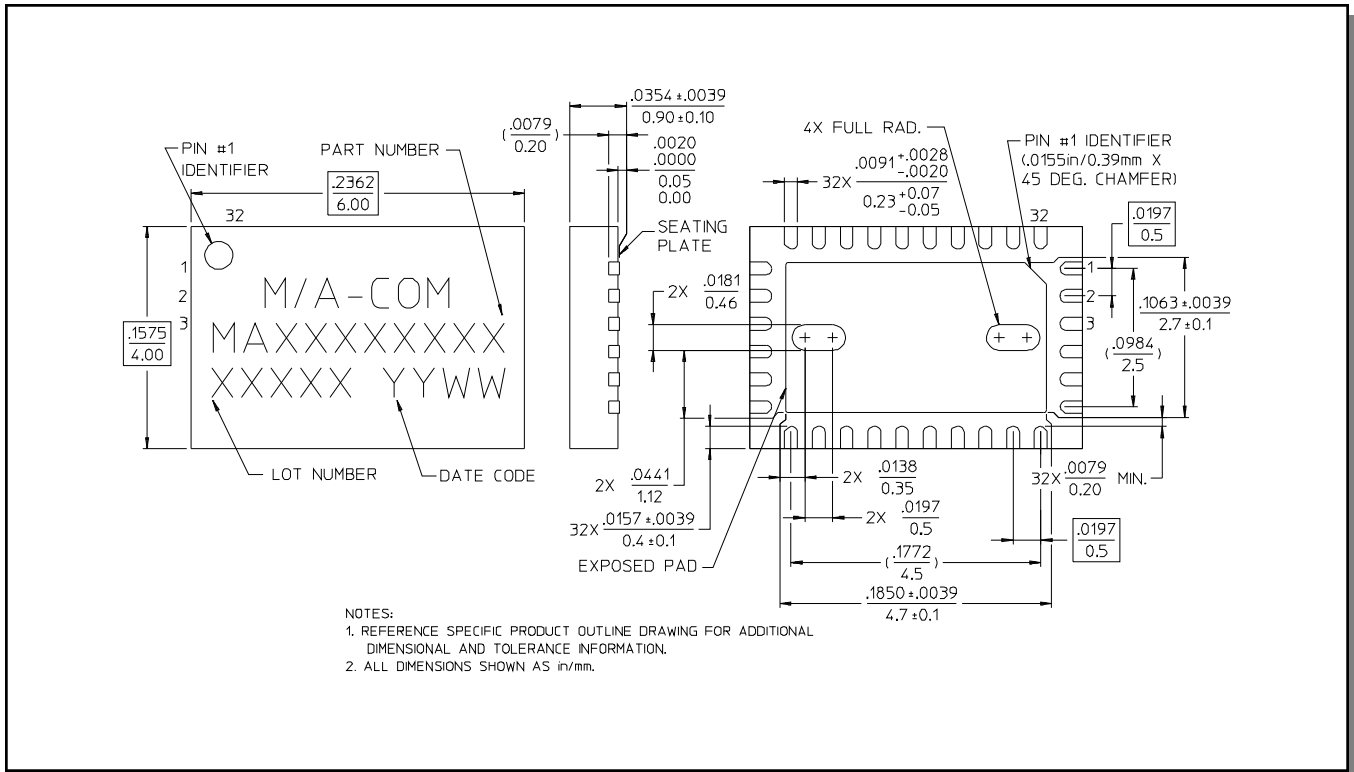 PIN #1
IDENTIFIER
PART NUMBER
.2362
6.00
32
1
2
3
.1575
4.00
M/A-COM
MAXXXXXXXXX
XXXXX YYWW
LOT NUMBER
DATE CODE
.0354 ±.0039
0.90 ±0.10
(.0079
0.20)
.0020
.0000
0.05
0.00
SEATING
PLATE
2X .0181
0.46
2X .0441
1.12
32X .0157 ±.0039
0.4 ±0.1
EXPOSED PAD
4X FULL RAD.
32X .0091 +.0028
-.0020
0.23 +0.07
-0.05
PIN #1 IDENTIFIER
(.0155in/0.39mm X
45 DEG. CHAMFER)
32
.0197
0.5
1
2
3
.1063 ±.0039
2.7 ±0.1
(.0984
2.5)
2X .0138
0.35
32X .0079
0.20 MIN.
2X .0197
0.5
.0197
0.5
(.1772
4.5)
.1850 ±.0039
4.7 ±0.1
NOTES:
1. REFERENCE SPECIFIC PRODUCT OUTLINE DRAWING FOR ADDITIONAL
DIMENSIONAL AND TOLERANCE INFORMATION.
2. ALL DIMENSIONS SHOWN AS in/mm.